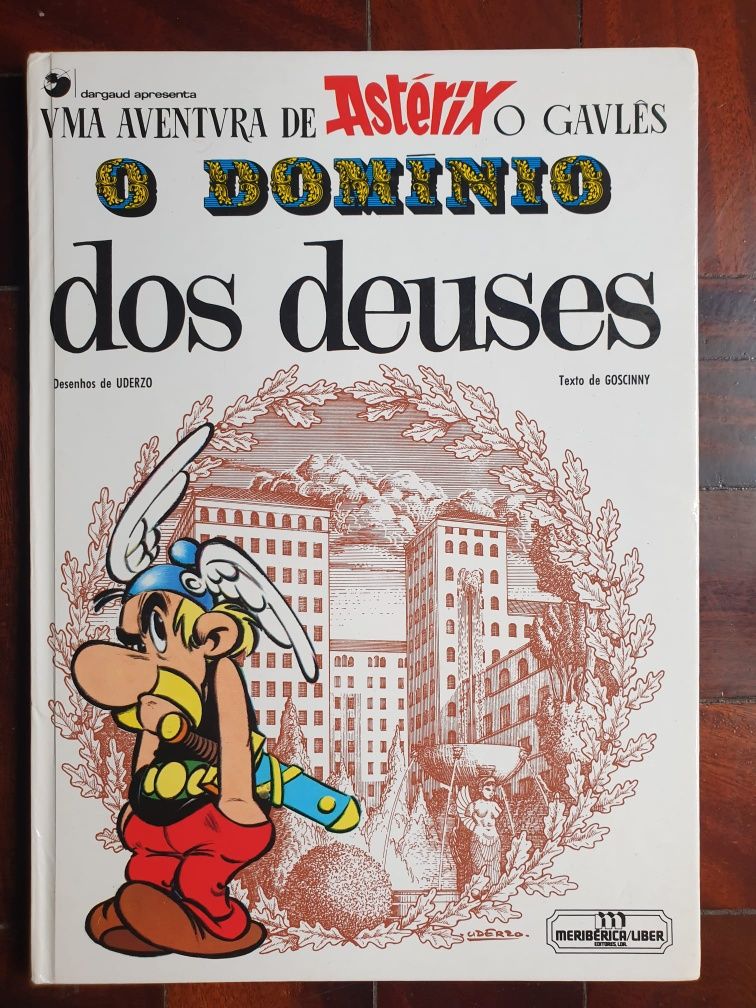 dargaud apresenta
VMA AVENTVRA DE Astérix O GAVLÊS
O DOMÍNIO
dos deuses
Desenhos de UDERZO
Texto de GOSCINNY
UDERZO.
m
MERIBÉRICA/LIBER
EDITORES, LDA.